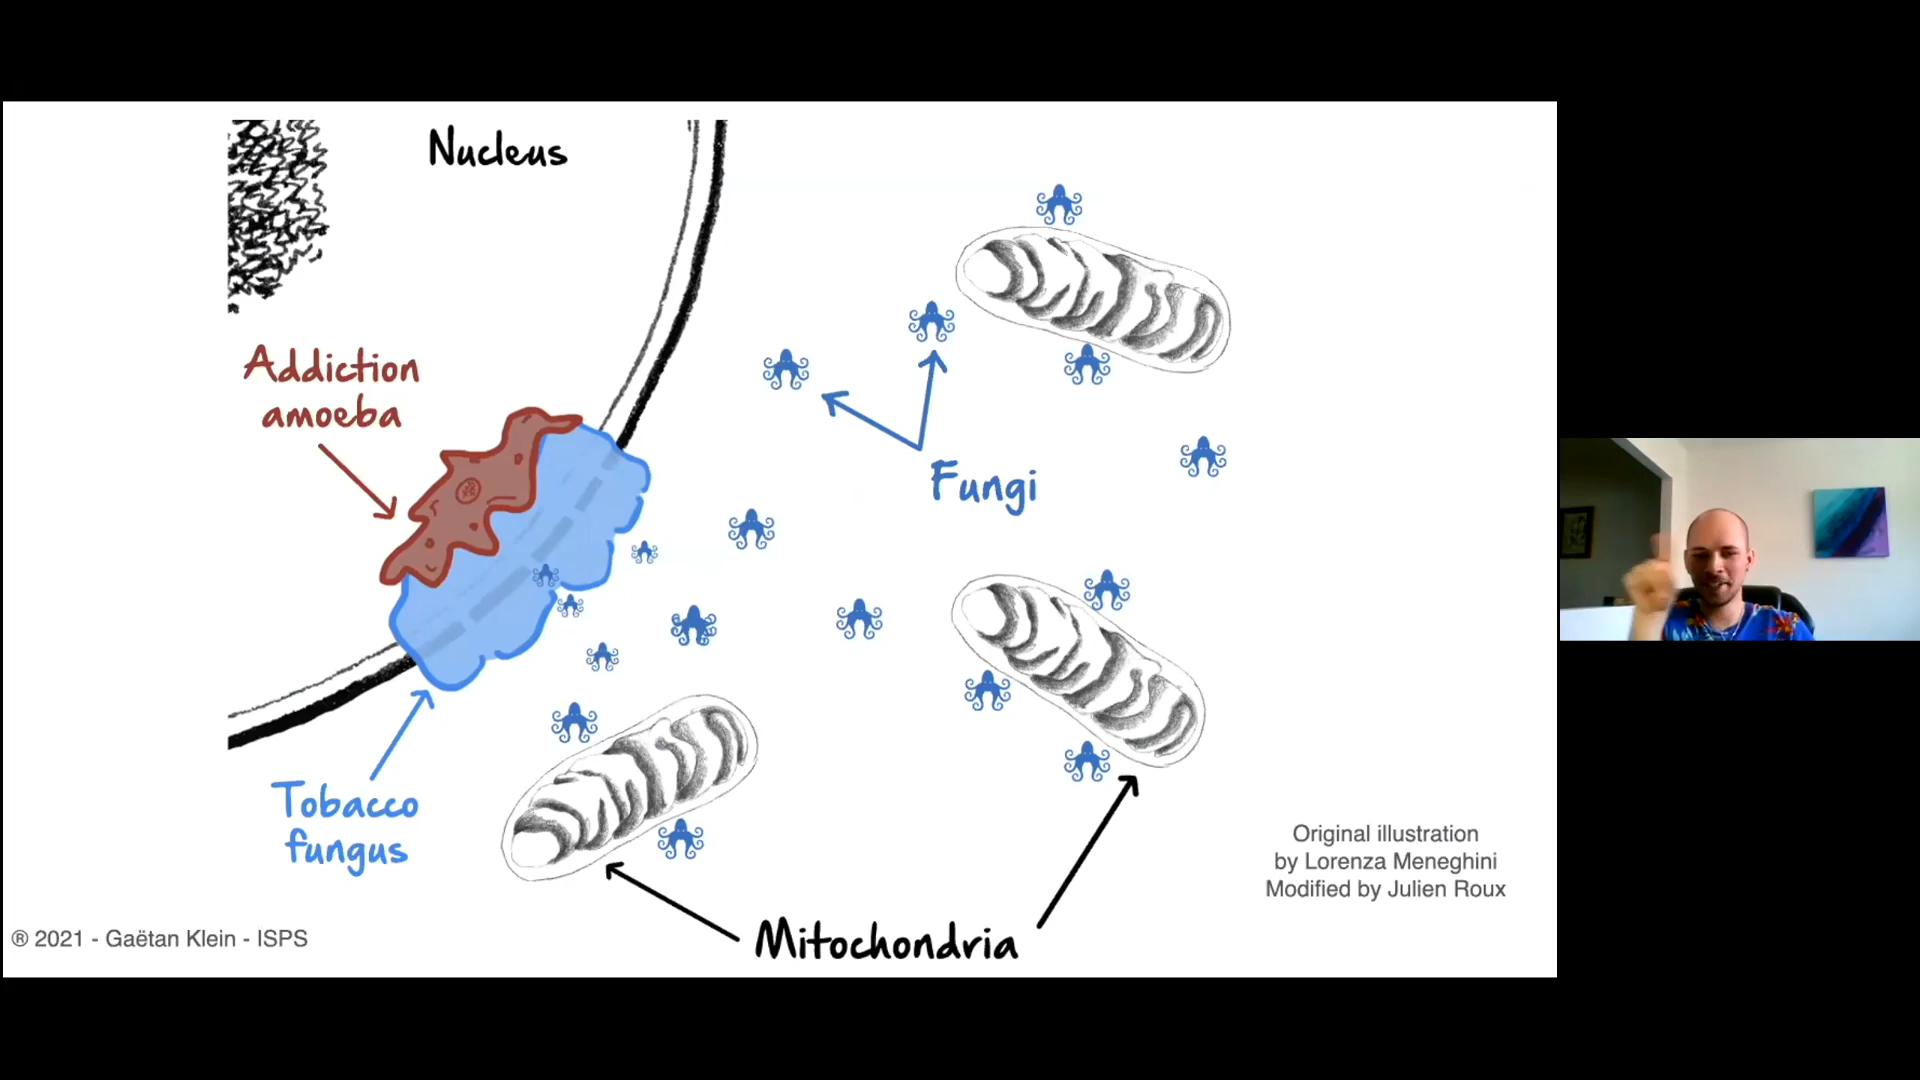 Nucleus
Addiction
amoeba
Fungi
Tobacco
fungus
Mitochondria
Original illustration
by Lorenza Meneghini
Modified by Julien Roux
® 2021 - Gaëtan Klein - ISPS